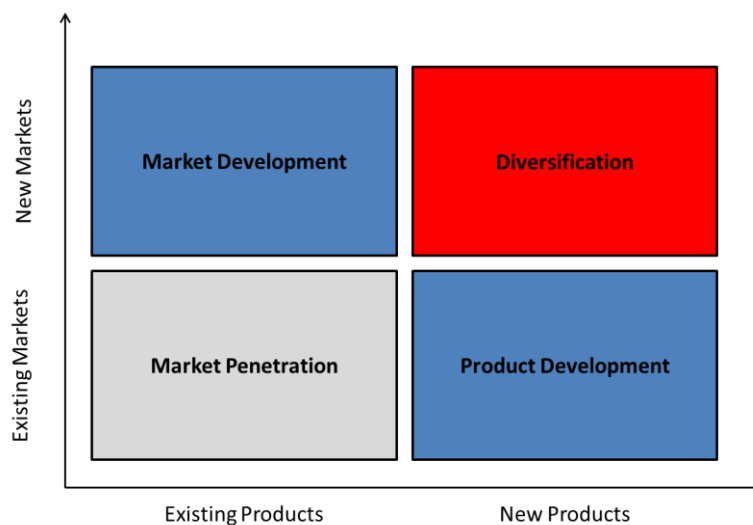 New Markets
Market Development
Diversification
Existing Markets
Market Penetration
Product Development
Existing Products
New Products